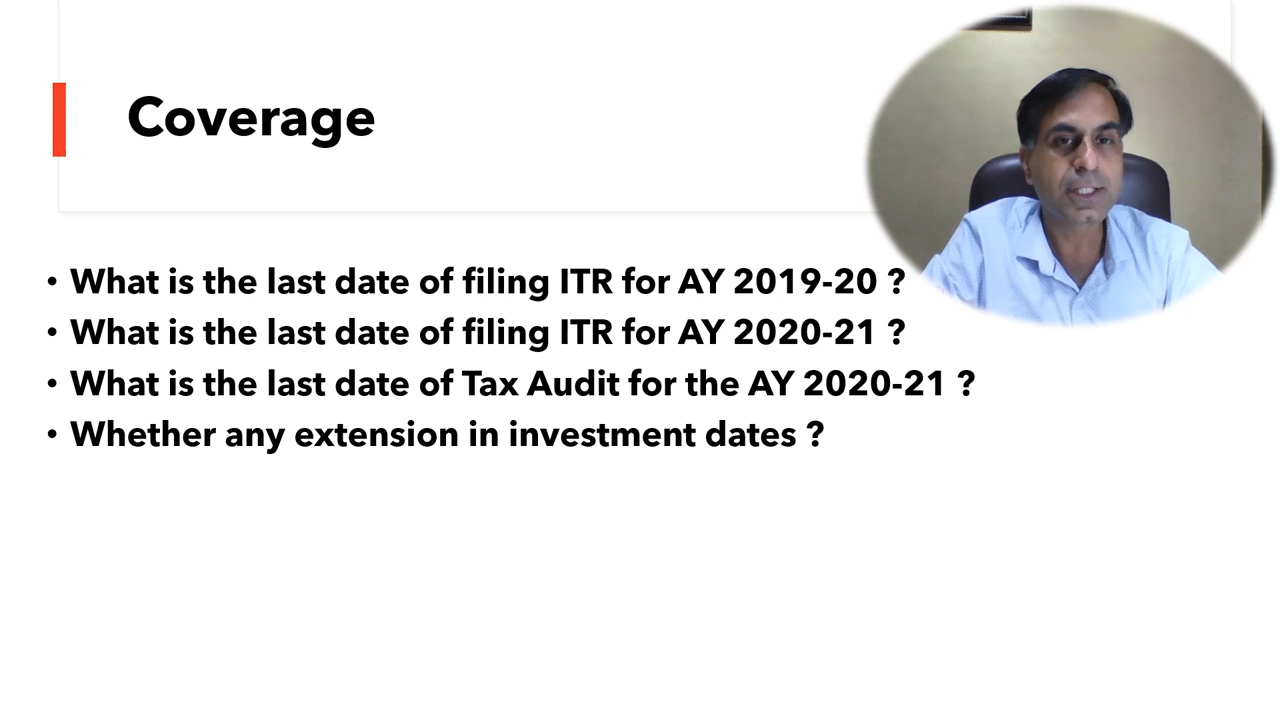 Coverage
• What is the last date of filing ITR for AY 2019-20 ?
• What is the last date of filing ITR for AY 2020-21 ?
• What is the last date of Tax Audit for the AY 2020-21 ?
• Whether any extension in investment dates ?